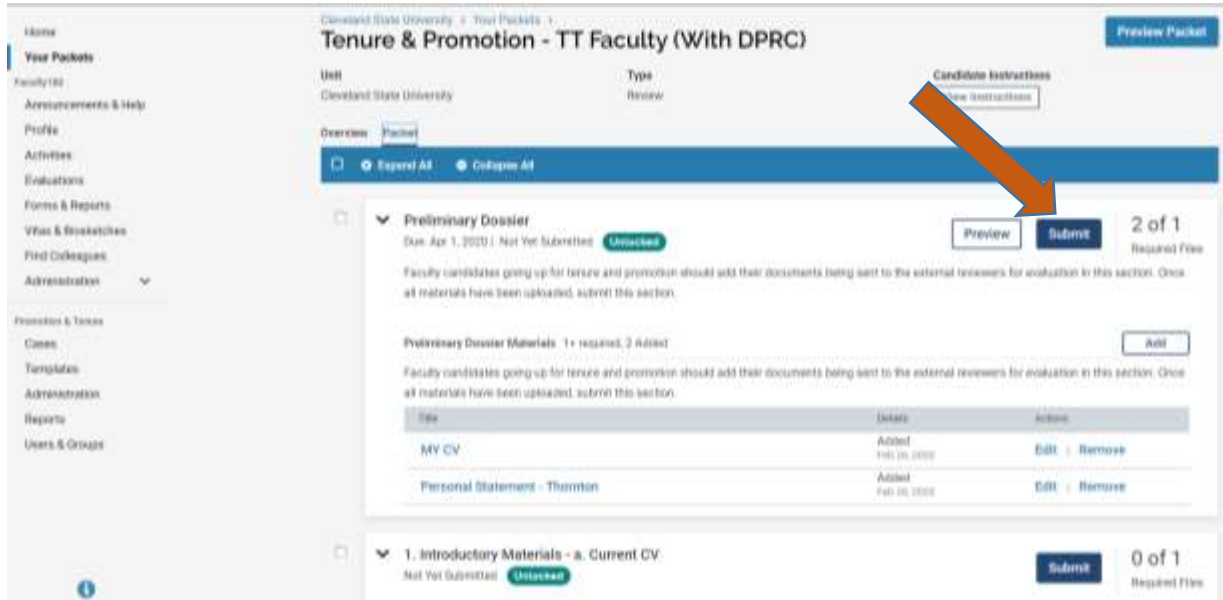 Home
Your Packets
Faculty180
Announcements & Help
Profile
Activities
Evaluations
Forms & Reports
Vitas & Biosketches
Find Colleagues
Administration
Promotion & Tenure
Cases
Templates
Administration
Reports
Users & Groups
Cleveland State University > Your Packets >
Tenure & Promotion - TT Faculty (With DPRC)
Preview Packet
Unit
Cleveland State University
Type
Review
Candidate Instructions
View Instructions
Overview Packet
Expand All Collapse All
Preliminary Dossier
Due: Apr 1, 2020 | Not Yet Submitted Unlocked
Preview Submit
2 of 1
Required Files
Faculty candidates going up for tenure and promotion should add their documents being sent to the external reviewers for evaluation in this section. Once
all materials have been uploaded, submit this section.
Preliminary Dossier Materials 1+ required, 2 Added
Add
Faculty candidates going up for tenure and promotion should add their documents being sent to the external reviewers for evaluation in this section. Once
all materials have been uploaded, submit this section.
Title Details Actions
MY CV Added Edit | Remove
Feb 20, 2020
Personal Statement - Thornton Added Edit | Remove
Feb 20, 2020
1. Introductory Materials - a. Current CV
Not Yet Submitted Unlocked
Submit
0 of 1
Required Files